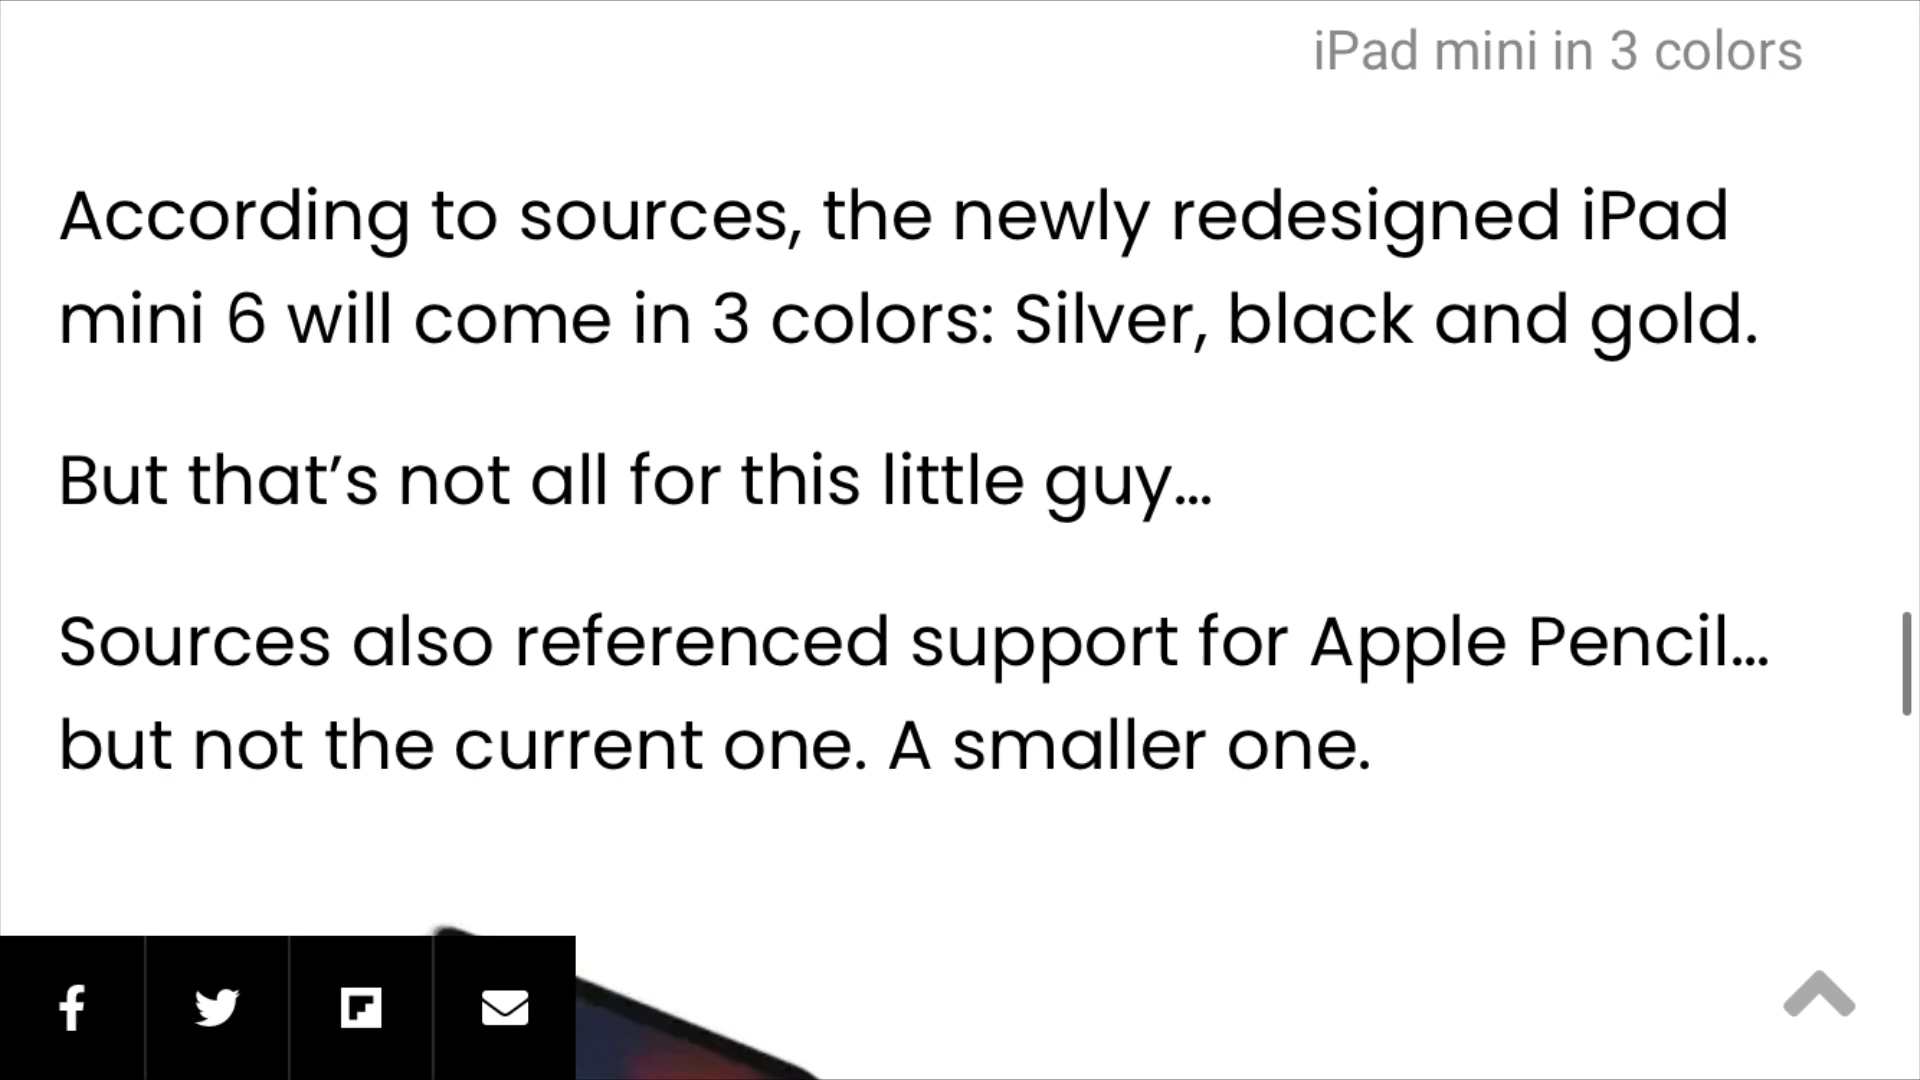 iPad mini in 3 colors
According to sources, the newly redesigned iPad
mini 6 will come in 3 colors: Silver, black and gold.
But that’s not all for this little guy…
Sources also referenced support for Apple Pencil…
but not the current one. A smaller one.